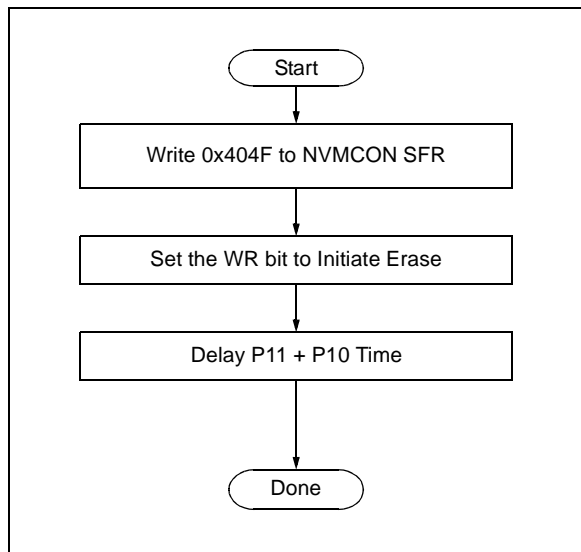 Start
Write 0x404F to NVMCON SFR
Set the WR bit to Initiate Erase
Delay P11 + P10 Time
Done